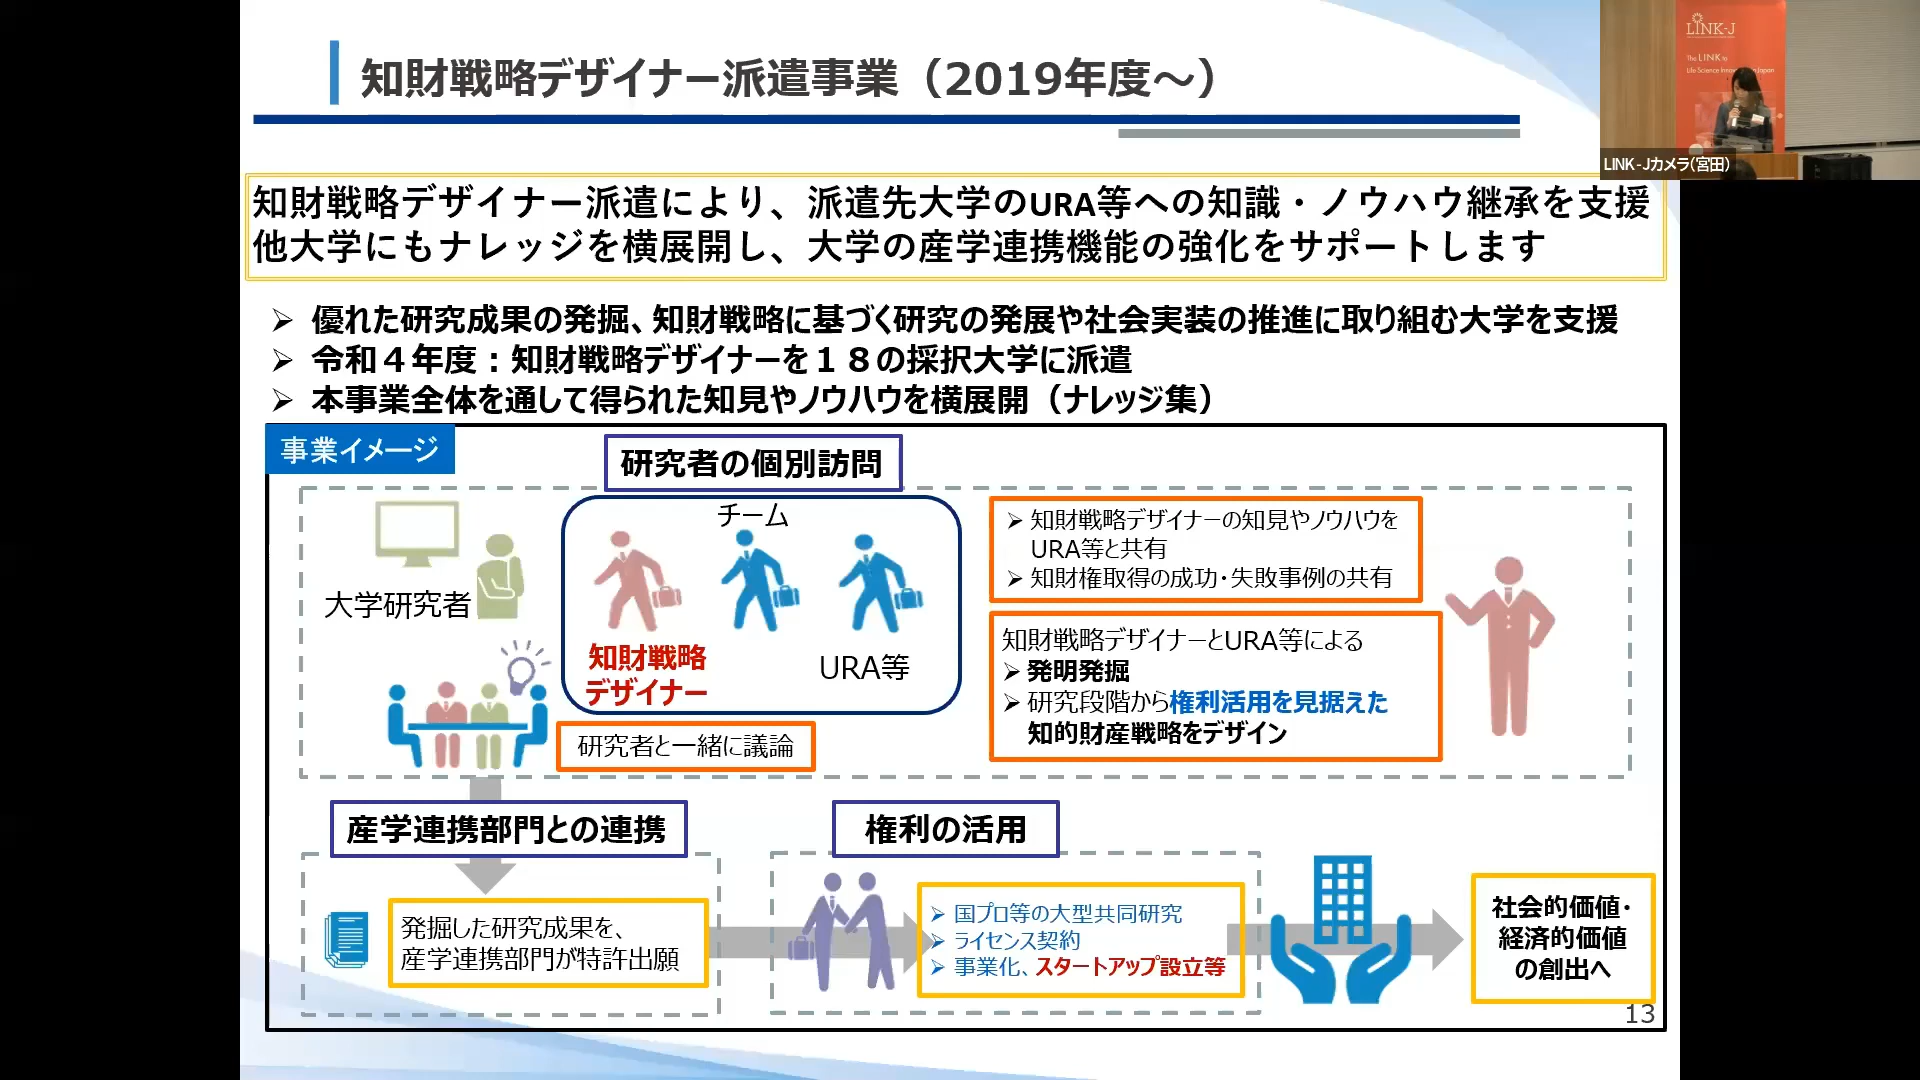 知財戦略デザイナー派遣事業（2019年度～）
LINK-J
The LINK to
Life Science Innovation in Japan
LINK-Jカメラ(宮田)
知財戦略デザイナー派遣により、派遣先大学のURA等への知識・ノウハウ継承を支援
他大学にもナレッジを横展開し、大学の産学連携機能の強化をサポートします
➢ 優れた研究成果の発掘、知財戦略に基づく研究の発展や社会実装の推進に取り組む大学を支援
➢ 令和４年度：知財戦略デザイナーを１８の採択大学に派遣
➢ 本事業全体を通して得られた知見やノウハウを横展開（ナレッジ集）
事業イメージ
研究者の個別訪問
大学研究者
チーム
知財戦略
デザイナー
URA等
研究者と一緒に議論
➢ 知財戦略デザイナーの知見やノウハウを
URA等と共有
➢ 知財権取得の成功・失敗事例の共有
知財戦略デザイナーとURA等による
➢ 発明発掘
➢ 研究段階から権利活用を見据えた
知的財産戦略をデザイン
産学連携部門との連携
発掘した研究成果を、
産学連携部門が特許出願
権利の活用
➢ 国プロ等の大型共同研究
➢ ライセンス契約
➢ 事業化、スタートアップ設立等
社会的価値・
経済的価値
の創出へ
13